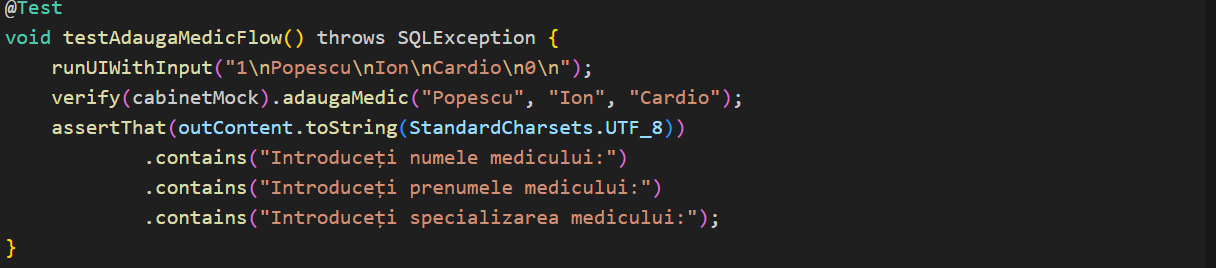 @Test
void testAdaugaMedicFlow() throws SQLException {
    runUIWithInput("1\nPopescu\nIon\nCardio\n0\n");
    verify(cabinetMock).adaugaMedic("Popescu", "Ion", "Cardio");
    assertThat(outContent.toString(StandardCharsets.UTF_8))
            .contains("Introduceți numele medicului:")
            .contains("Introduceți prenumele medicului:")
            .contains("Introduceți specializarea medicului:");
}